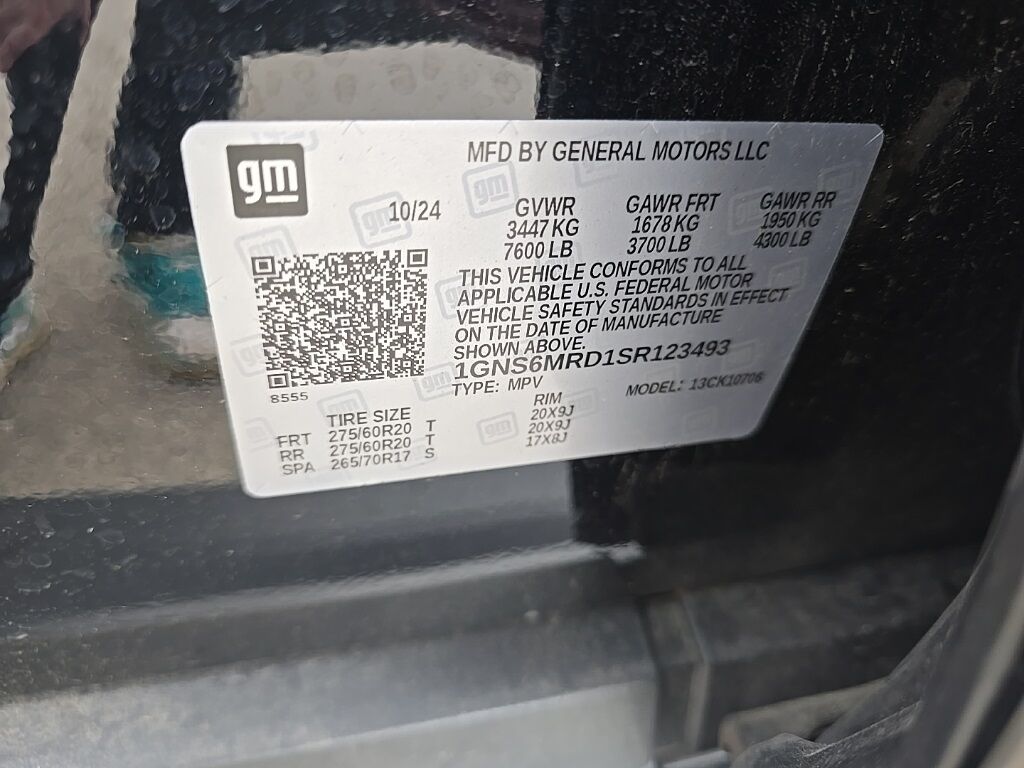 gm
MFD BY GENERAL MOTORS LLC
10/24
GVWR GAWR FRT GAWR RR
3447 KG 1678 KG 1950 KG
7600 LB 3700 LB 4300 LB
THIS VEHICLE CONFORMS TO ALL
APPLICABLE U.S. FEDERAL MOTOR
VEHICLE SAFETY STANDARDS IN EFFECT
ON THE DATE OF MANUFACTURE
SHOWN ABOVE.
1GNS6MRD1SR123493
TYPE: MPV MODEL: 13CK10706
8555
TIRE SIZE RIM
FRT 275/60R20 T 20X9J
RR 275/60R20 T 20X9J
SPA 265/70R17 S 17X8J